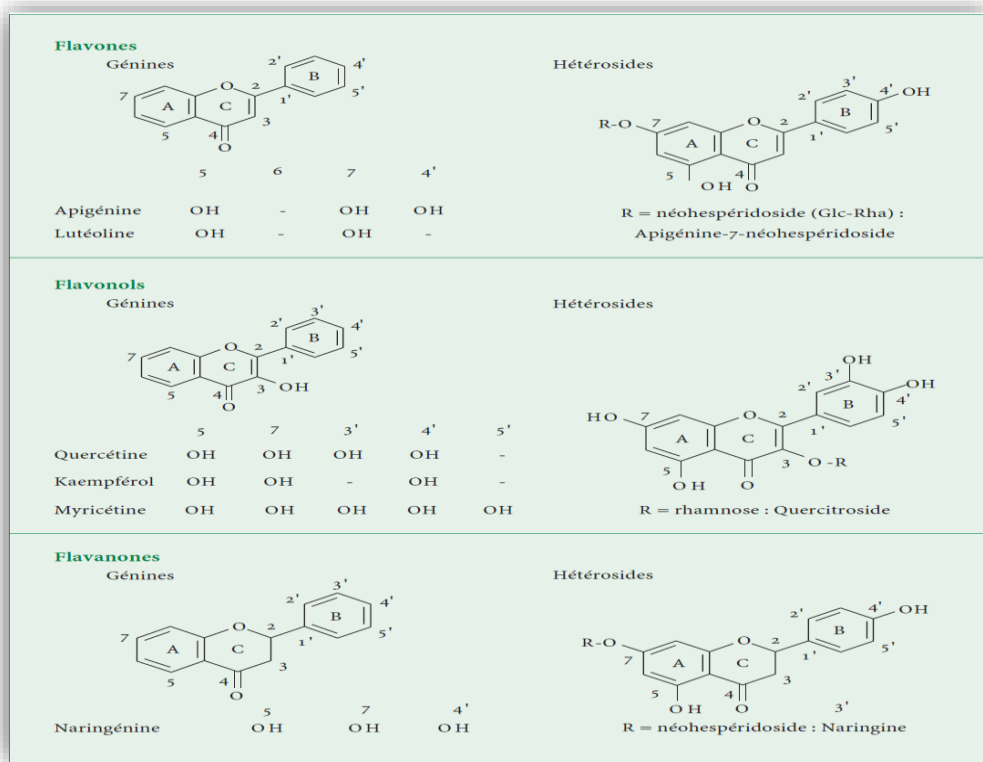 Flavones
Génines
Hétérosides
7
A
O
C
2
3
4
O
5
1'
2'
B
4'
5'
R-O
7
A
5
OH
O
C
2
4
O
1'
2'
3'
B
4'
OH
5'
5 6 7 4'
Apigénine OH - OH OH
Lutéoline OH - OH -
R = néohespéridoside (Glc-Rha) :
Apigénine-7-néohespéridoside
Flavonols
Génines
Hétérosides
7
A
O
C
2
3
OH
4
O
5
1'
2'
3'
B
4'
5'
HO
7
A
5
OH
O
C
2
3
O -R
4
O
1'
2'
3'
OH
B
4'
OH
5'
5 7 3' 4' 5'
Quercétine OH OH OH OH -
Kaempférol OH OH - OH -
Myricétine OH OH OH OH OH
R = rhamnose : Quercitroside
Flavanones
Génines
Hétérosides
7
A
O
C
2
3
4
O
5
1'
2'
3'
B
4'
5'
R-O
7
A
5
OH
O
C
2
3
4
O
1'
2'
B
4'
OH
5'
3'
5 7 4'
Naringénine OH OH OH
R = néohespéridoside : Naringine